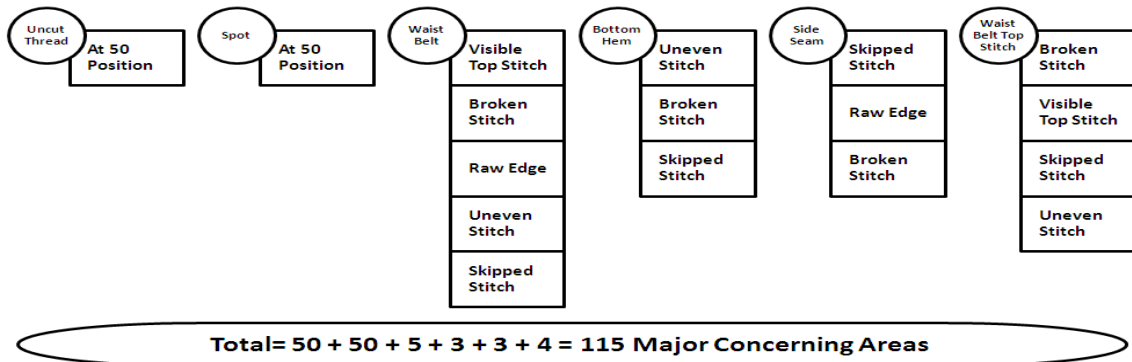 Uncut
Thread
At 50
Position
Spot
At 50
Position
Waist
Belt
Visible
Top Stitch
Broken
Stitch
Raw Edge
Uneven
Stitch
Skipped
Stitch
Bottom
Hem
Uneven
Stitch
Broken
Stitch
Skipped
Stitch
Side
Seam
Skipped
Stitch
Raw Edge
Broken
Stitch
Waist
Belt Top
Stitch
Broken
Stitch
Visible
Top Stitch
Skipped
Stitch
Uneven
Stitch
Total= 50 + 50 + 5 + 3 + 3 + 4 = 115 Major Concerning Areas